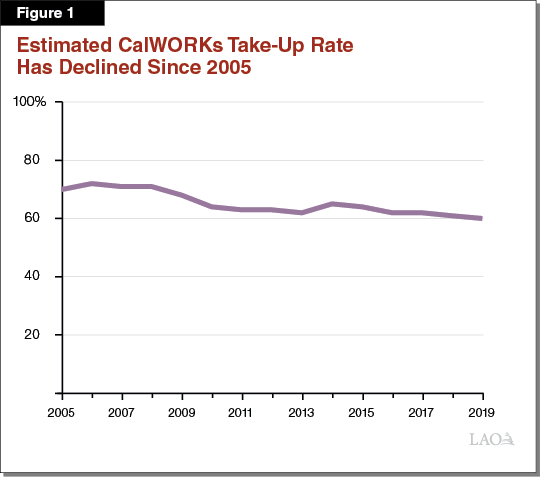 Figure 1
Estimated CalWORKs Take-Up Rate
Has Declined Since 2005
100%
80
60
40
20
2005 2007 2009 2011 2013 2015 2017 2019
LAO